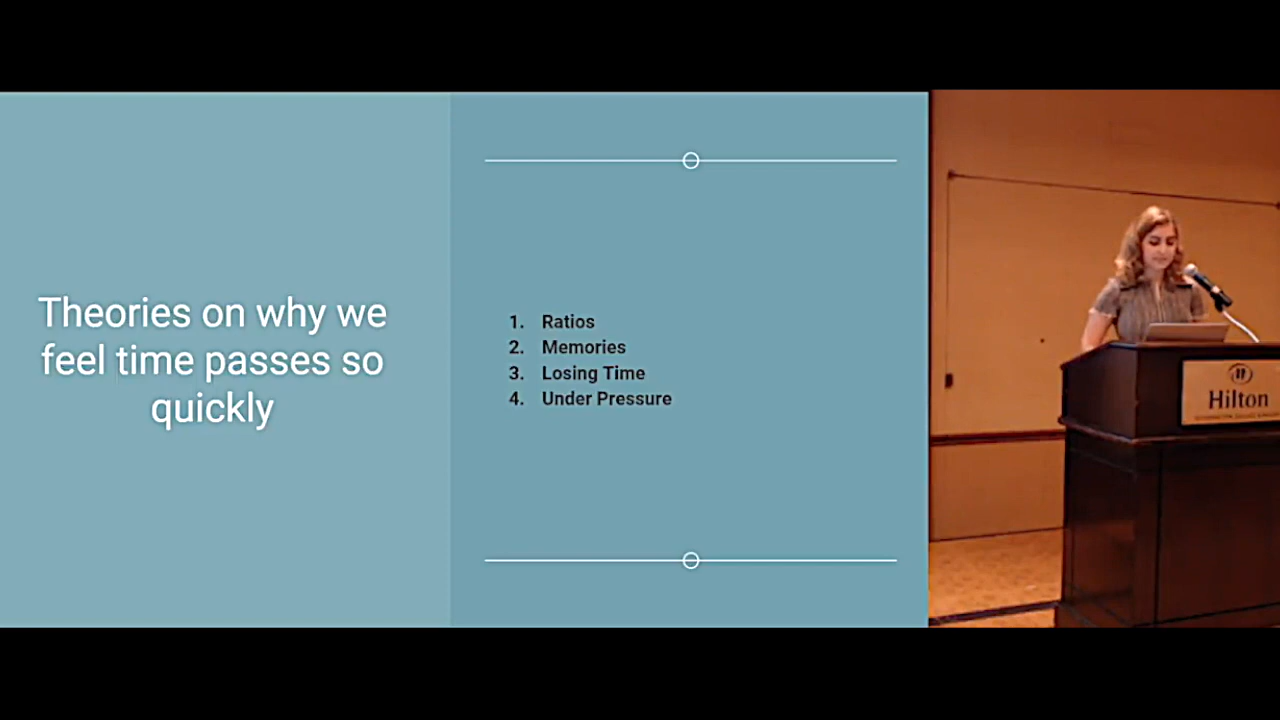 Theories on why we
feel time passes so
quickly
1. Ratios
2. Memories
3. Losing Time
4. Under Pressure
Hilton